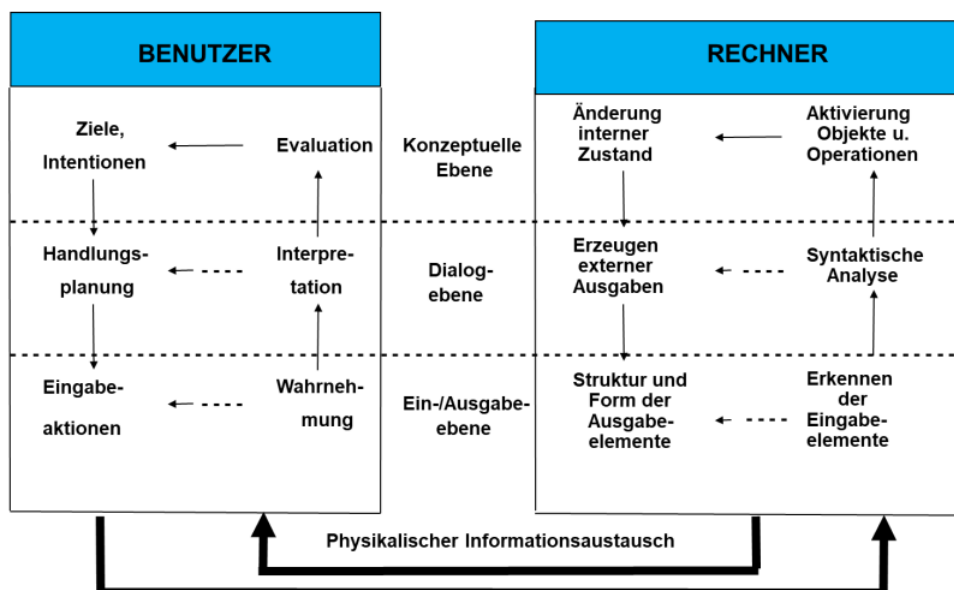 BENUTZER
RECHNER
Ziele,
Intentionen
Evaluation
Konzeptuelle
Ebene
Änderung
interner
Zustand
Aktivierung
Objekte u.
Operationen
Handlungs-
planung
Interpre-
tation
Dialog-
ebene
Erzeugen
externer
Ausgaben
Syntaktische
Analyse
Eingabe-
aktionen
Wahrneh-
mung
Ein-/Ausgabe-
ebene
Struktur und
Form der
Ausgabe-
elemente
Erkennen
der
Eingabe-
elemente
Physikalischer Informationsaustausch